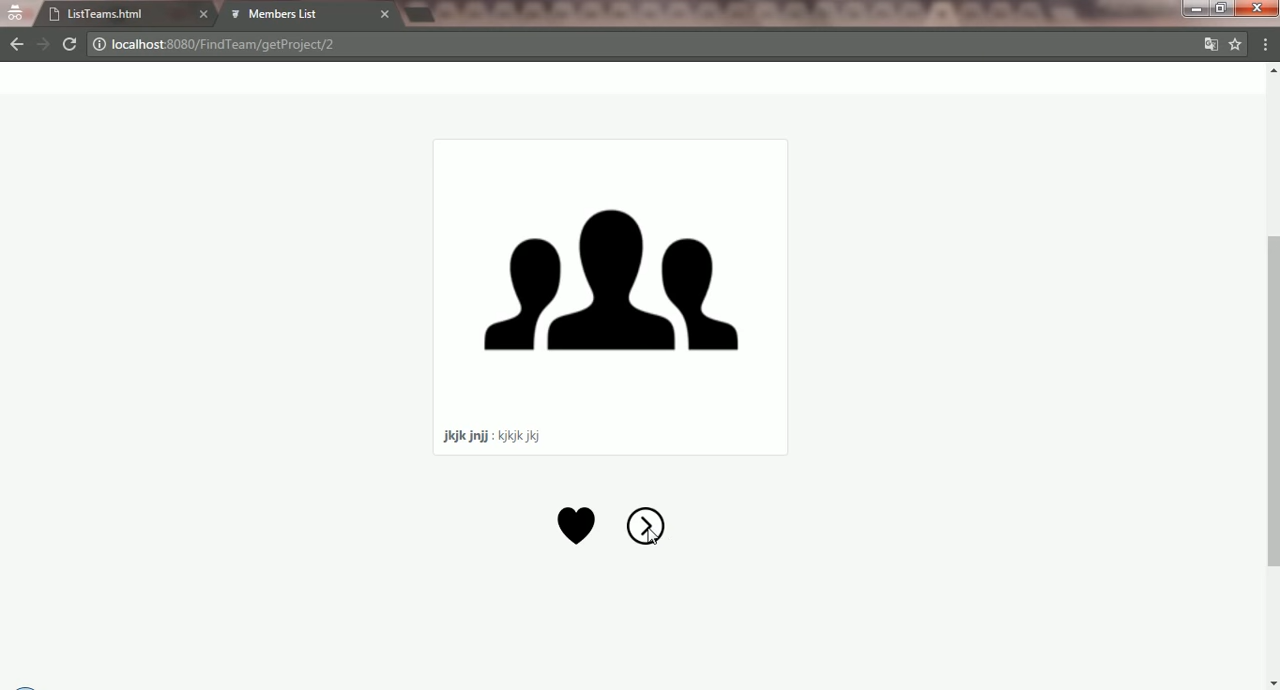 ListTeams.html
Members List
localhost:8080/FindTeam/getProject/2
jkjk jnjj : kjkjk jkj